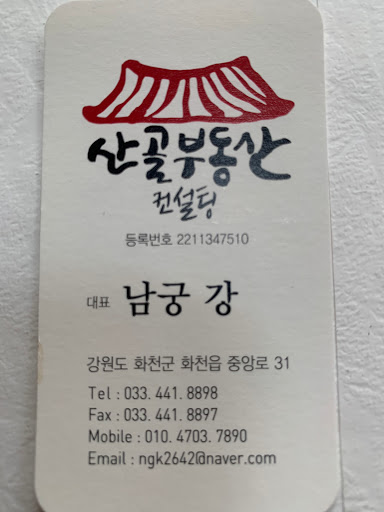 산골부동산
컨설팅
등록번호 2211347510
대표 남궁 강
강원도 화천군 화천읍 중앙로 31
Tel : 033. 441. 8898
Fax : 033. 441. 8897
Mobile : 010. 4703. 7890
Email : ngk2642@naver.com